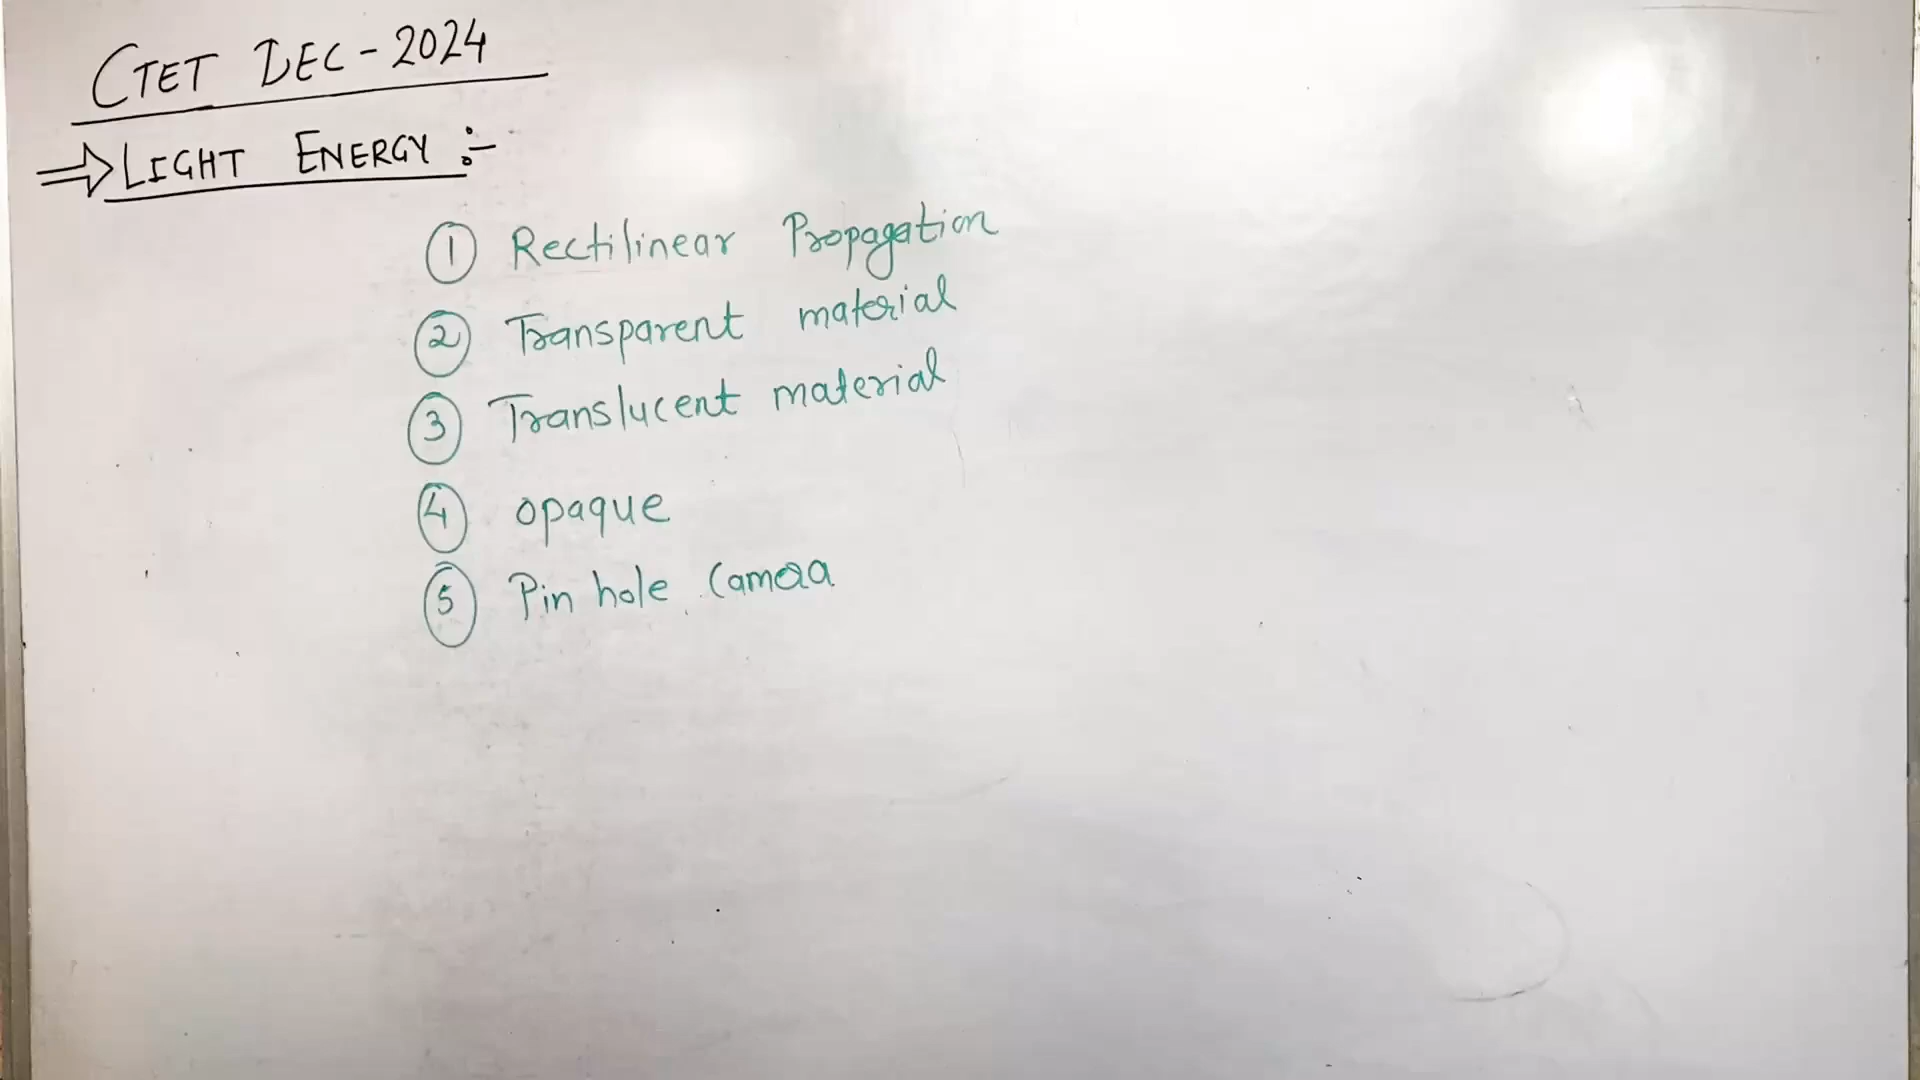 CTET DEC-2024
⇒ LIGHT ENERGY :-
① Rectilinear Propagation
② Transparent material
③ Translucent material
④ opaque
⑤ Pin hole Camera